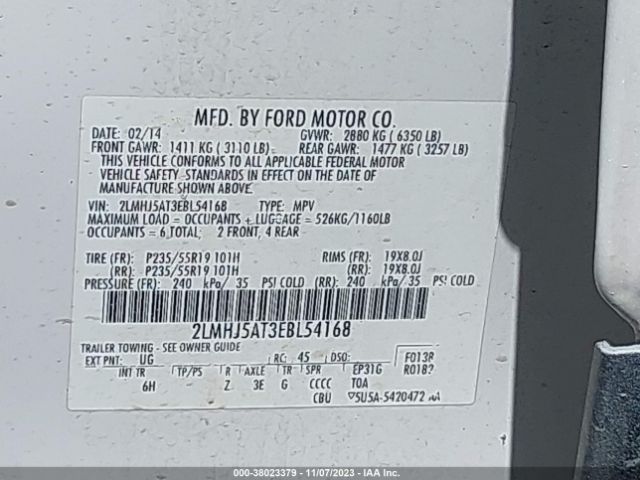 MFD. BY FORD MOTOR CO.
DATE: 02/14 GVWR: 2880 KG ( 6350 LB)
FRONT GAWR: 1411 KG ( 3110 LB) REAR GAWR: 1477 KG ( 3257 LB)
THIS VEHICLE CONFORMS TO ALL APPLICABLE FEDERAL MOTOR
VEHICLE SAFETY STANDARDS IN EFFECT ON THE DATE OF
MANUFACTURE SHOWN ABOVE.
VIN: 2LMHJ5AT3EBL54168 TYPE: MPV
MAXIMUM LOAD = OCCUPANTS + LUGGAGE = 526KG/1160LB
OCCUPANTS = 6 TOTAL; 2 FRONT, 4 REAR
TIRE (FR): P235/55R19 101H RIMS (FR): 19X8.0J
(RR): P235/55R19 101H (RR): 19X8.0J
PRESSURE (FR): 240 kPa/ 35 PSI COLD (RR): 240 kPa/ 35 PSI COLD
2LMHJ5AT3EBL54168
TRAILER TOWING - SEE OWNER GUIDE
EXT PNT: UG RC: 45 DSO: F013R
INT TR TP/PS R AXLE TR SPR EP31G R018?
6H Z 3E G CCCC TOA
CBU 5U5A-5420472 AA
000-38023379 - 11/07/2023 - IAA Inc.